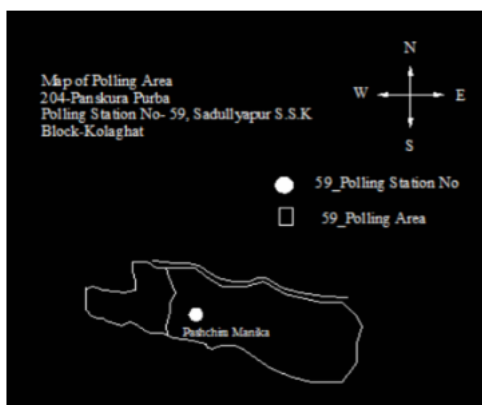 Map of Polling Area
204-Panskura Purba
Polling Station No- 59, Sadullyapur S.S.K
Block-Kolaghat
N
W E
S
59_Polling Station No
59_Polling Area
Pashchim Manika